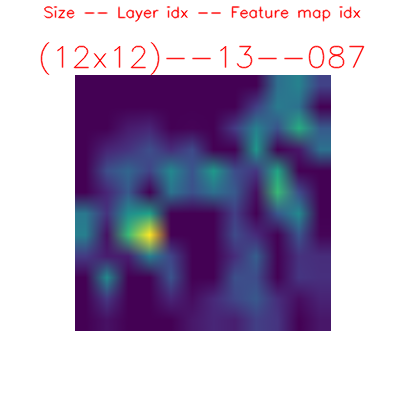 Size -- Layer idx -- Feature map idx
(12x12)--13--087